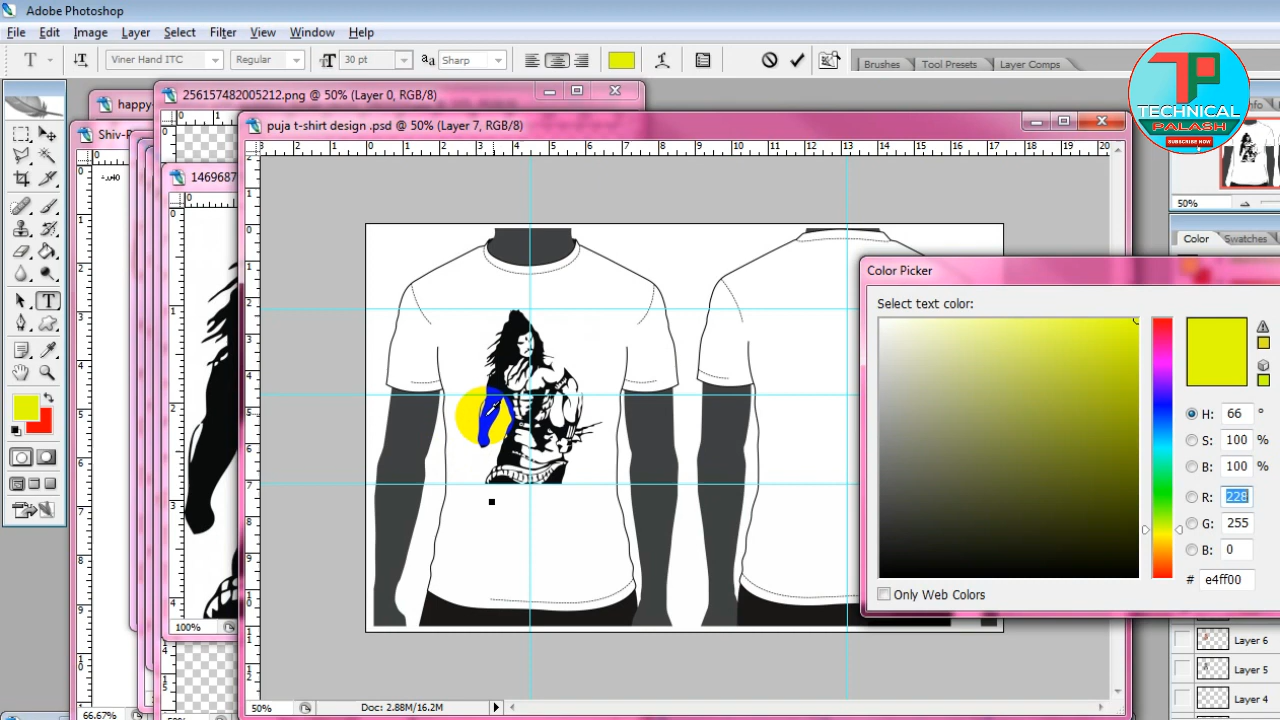 Adobe Photoshop
File Edit Image Layer Select Filter View Window Help
T Viner Hand ITC Regular 30 pt aa Sharp Brushes Tool Presets Layer Comps
TP
TECHNICAL
PALASH
SUBSCRIBE NOW
happy
256157482005212.png @ 50% (Layer 0, RGB/8)
Shiv-
puja t-shirt design .psd @ 50% (Layer 7, RGB/8)
1469687
50%
Color Swatches
Color Picker
Select text color:
H: 66 °
S: 100 %
B: 100 %
R: 228
G: 255
B: 0
# e4ff00
Only Web Colors
100%
Layer 6
Layer 5
Layer 4
66.67%
50% Doc: 2.88M/16.2M